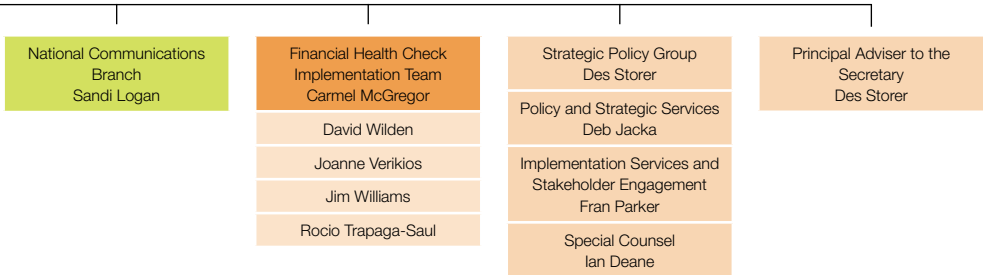 National Communications
Branch
Sandi Logan
Financial Health Check
Implementation Team
Carmel McGregor
David Wilden
Joanne Verikios
Jim Williams
Rocio Trapaga-Saul
Strategic Policy Group
Des Storer
Policy and Strategic Services
Deb Jacka
Implementation Services and
Stakeholder Engagement
Fran Parker
Special Counsel
Ian Deane
Principal Adviser to the
Secretary
Des Storer